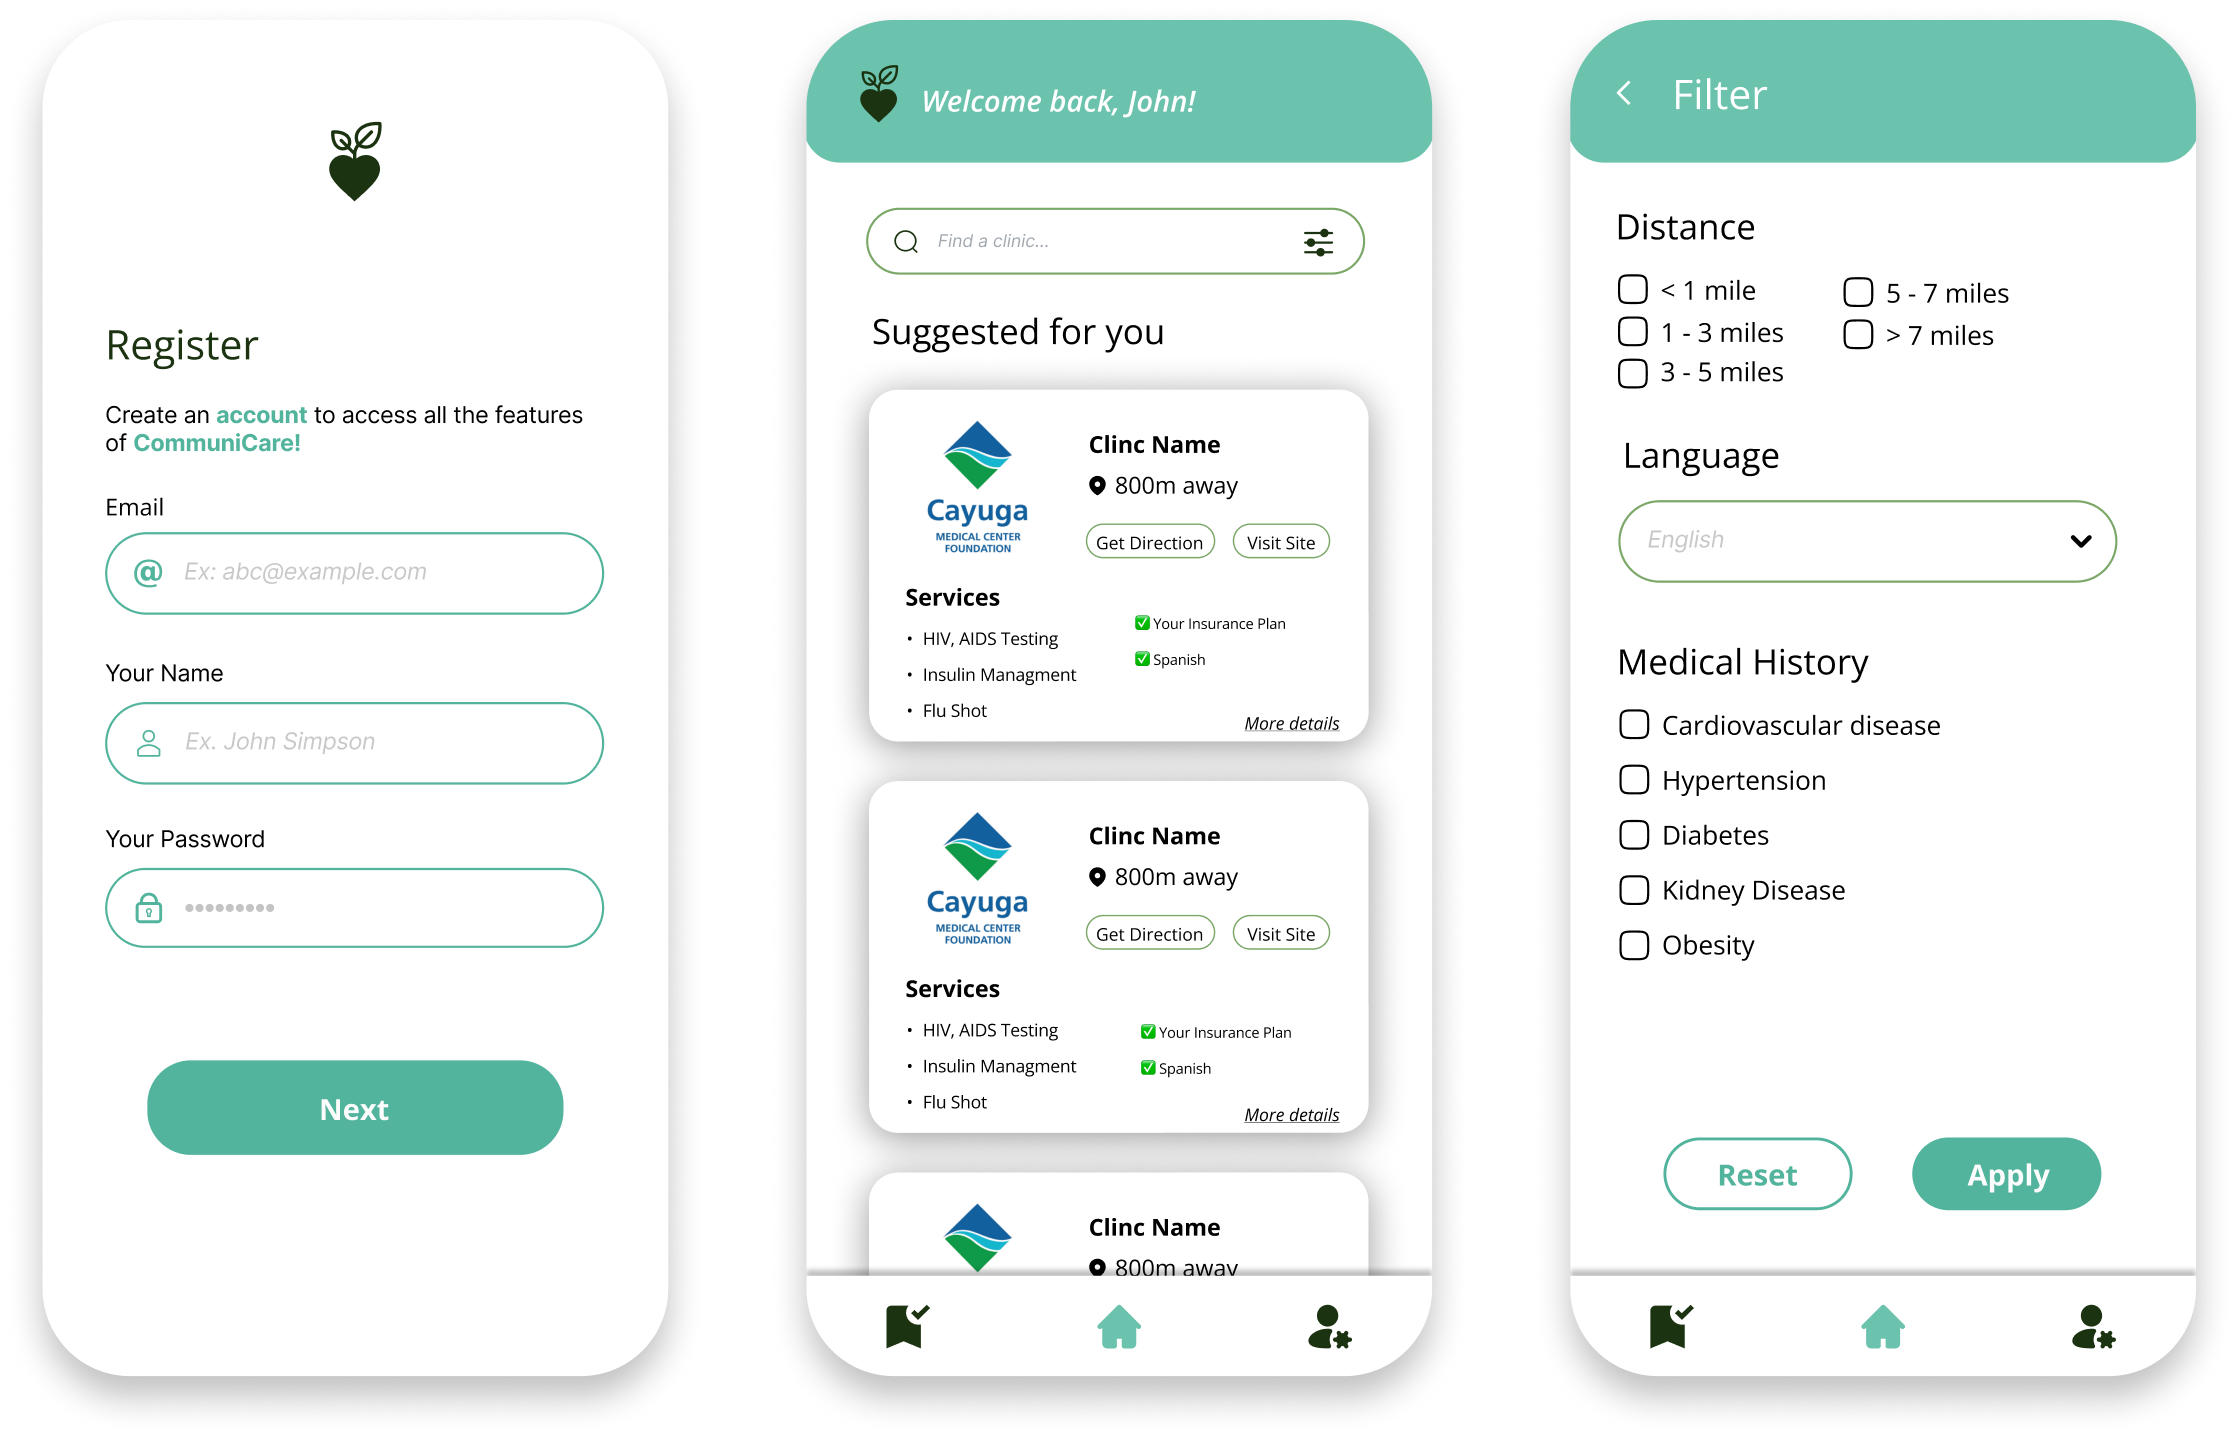 Register
Create an account to access all the features
of CommuniCare!
Email
@ Ex: abc@example.com
Your Name
Ex. John Simpson
Your Password
•••••••••
Next
Welcome back, John!
Find a clinic...
Suggested for you
Cayuga
MEDICAL CENTER
FOUNDATION
Clinc Name
800m away
Get Direction
Visit Site
Services
• HIV, AIDS Testing
• Insulin Managment
• Flu Shot
✅ Your Insurance Plan
✅ Spanish
More details
Cayuga
MEDICAL CENTER
FOUNDATION
Clinc Name
800m away
Get Direction
Visit Site
Services
• HIV, AIDS Testing
• Insulin Managment
• Flu Shot
✅ Your Insurance Plan
✅ Spanish
More details
Clinc Name
800m away
Filter
Distance
< 1 mile
1 - 3 miles
3 - 5 miles
5 - 7 miles
> 7 miles
Language
English
Medical History
Cardiovascular disease
Hypertension
Diabetes
Kidney Disease
Obesity
Reset
Apply